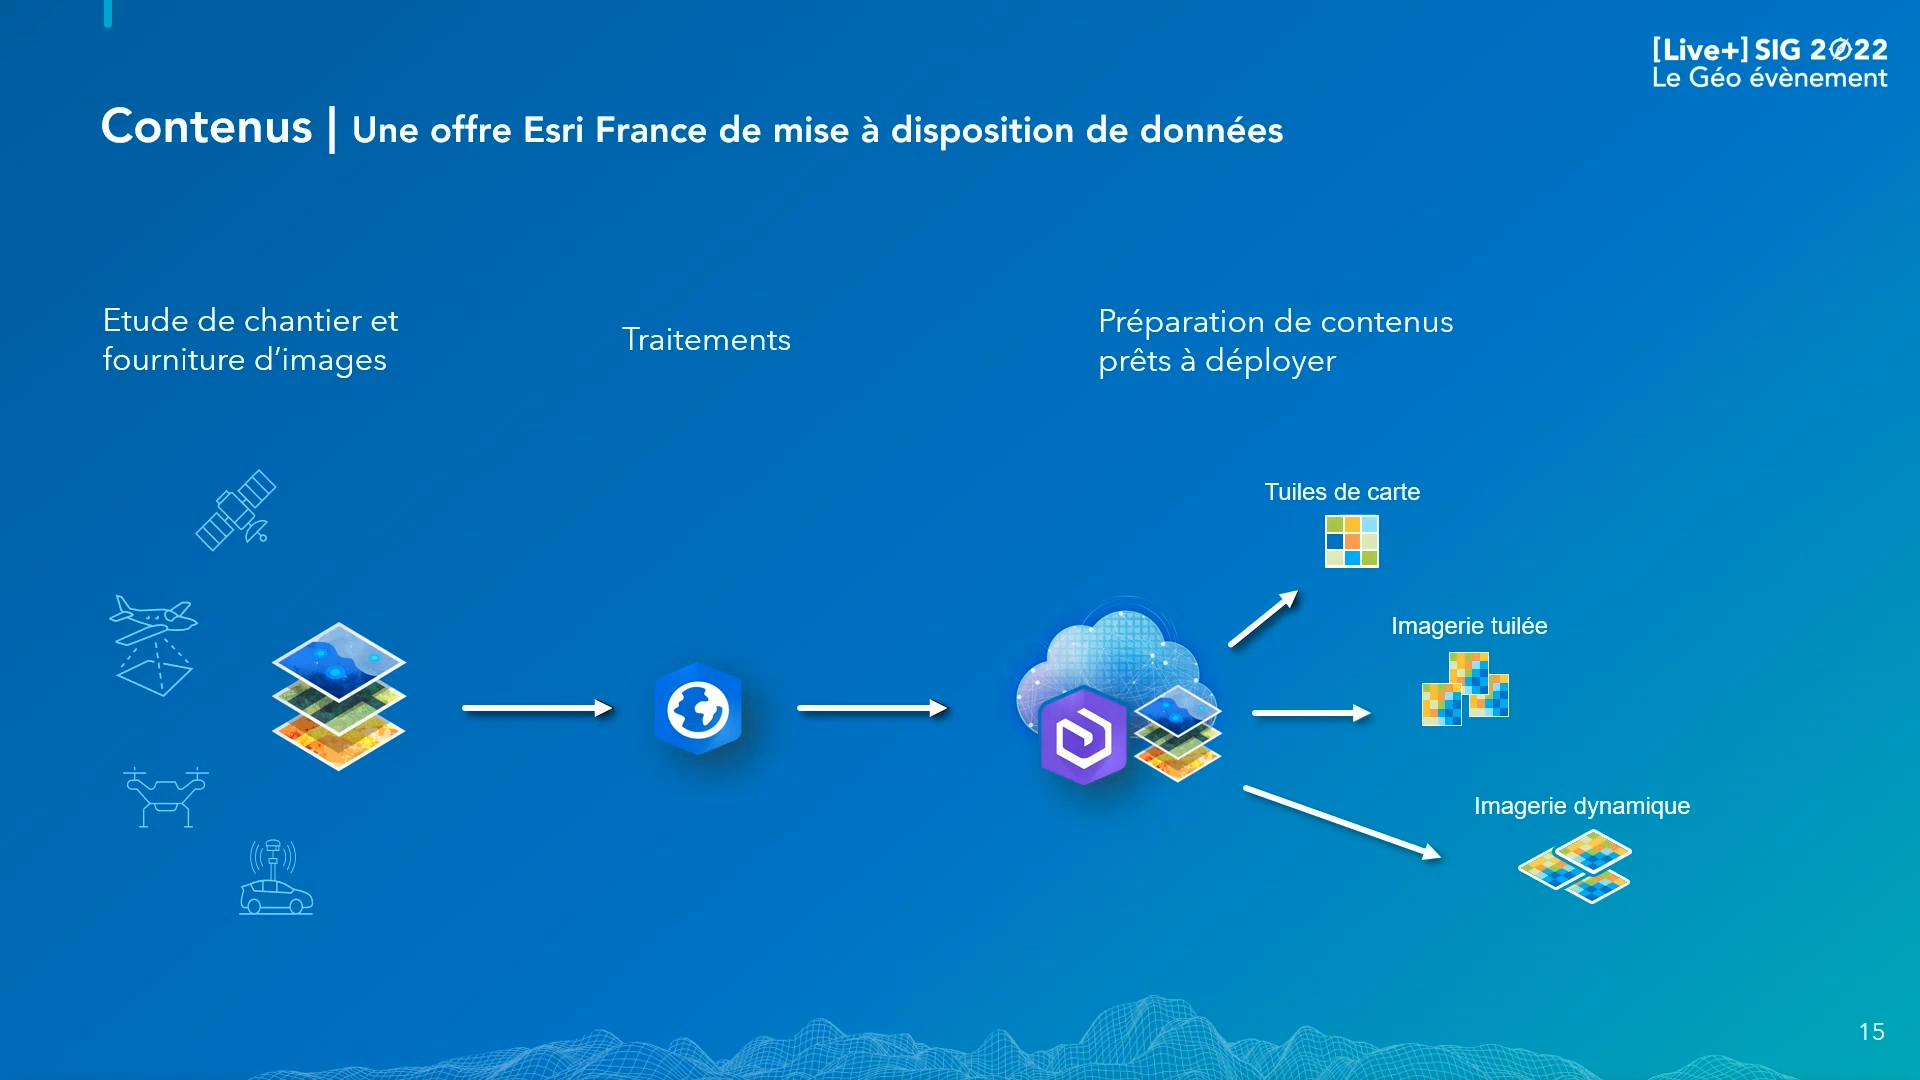 [Live+] SIG 2022
Le Géo évènement
Contenus | Une offre Esri France de mise à disposition de données
Etude de chantier et
fourniture d’images
Traitements
Préparation de contenus
prêts à déployer
Tuiles de carte
Imagerie tuilée
Imagerie dynamique
15